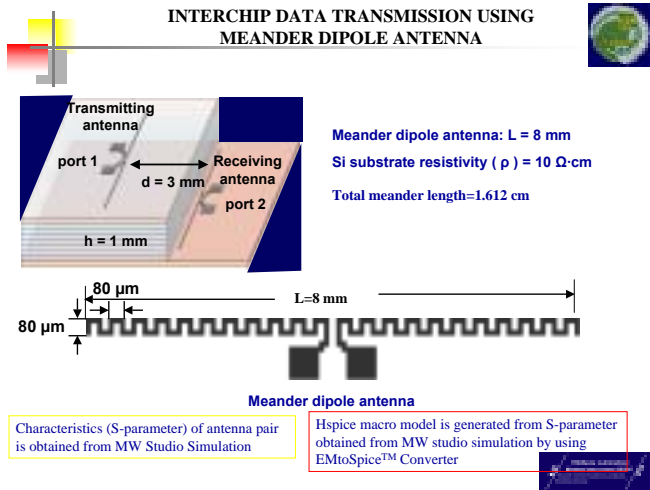 INTERCHIP DATA TRANSMISSION USING
MEANDER DIPOLE ANTENNA
Transmitting
antenna
port 1
Receiving
antenna
d = 3 mm
port 2
h = 1 mm
Meander dipole antenna: L = 8 mm
Si substrate resistivity ( ρ ) = 10 Ω·cm
Total meander length=1.612 cm
80 μm
L=8 mm
80 μm
Meander dipole antenna
Characteristics (S-parameter) of antenna pair
is obtained from MW Studio Simulation
Hspice macro model is generated from S-parameter
obtained from MW studio simulation by using
EMtoSpice™ Converter